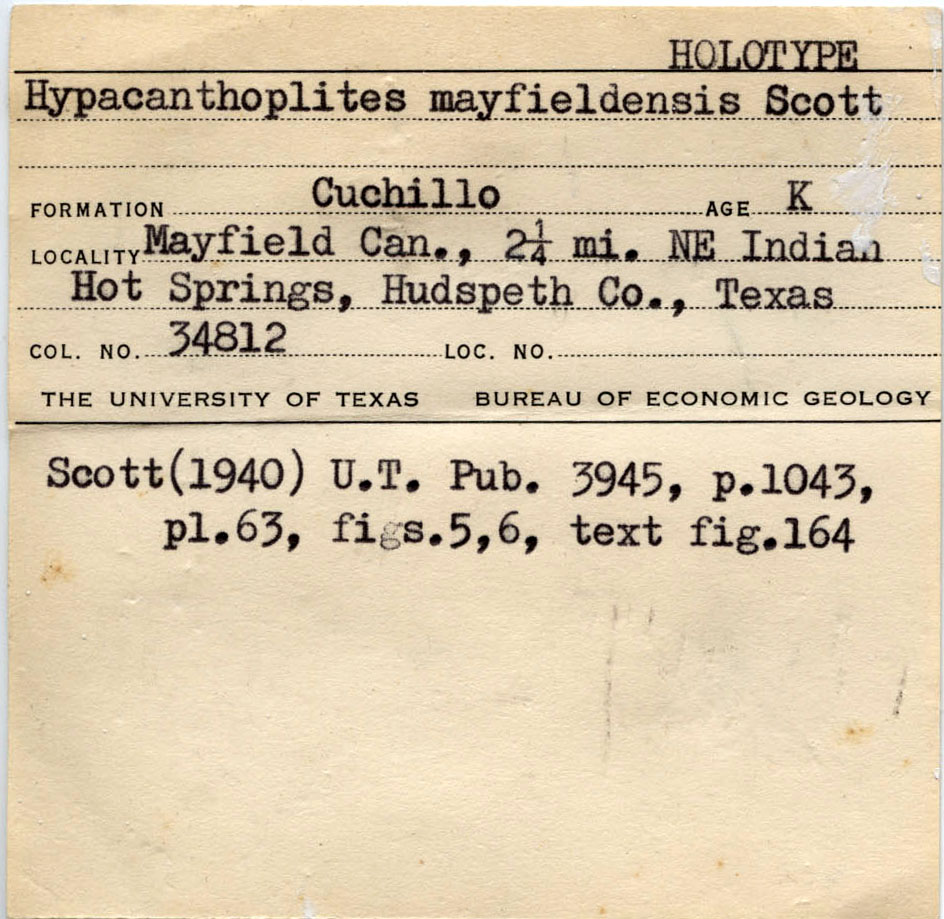 HOLOTYPE
Hypacanthoplites mayfieldensis Scott
FORMATION Cuchillo AGE K
LOCALITY Mayfield Can., 2¼ mi. NE Indian
Hot Springs, Hudspeth Co., Texas
COL. NO. 34812 LOC. NO.
THE UNIVERSITY OF TEXAS BUREAU OF ECONOMIC GEOLOGY
Scott(1940) U.T. Pub. 3945, p.1043,
pl.63, figs.5,6, text fig.164